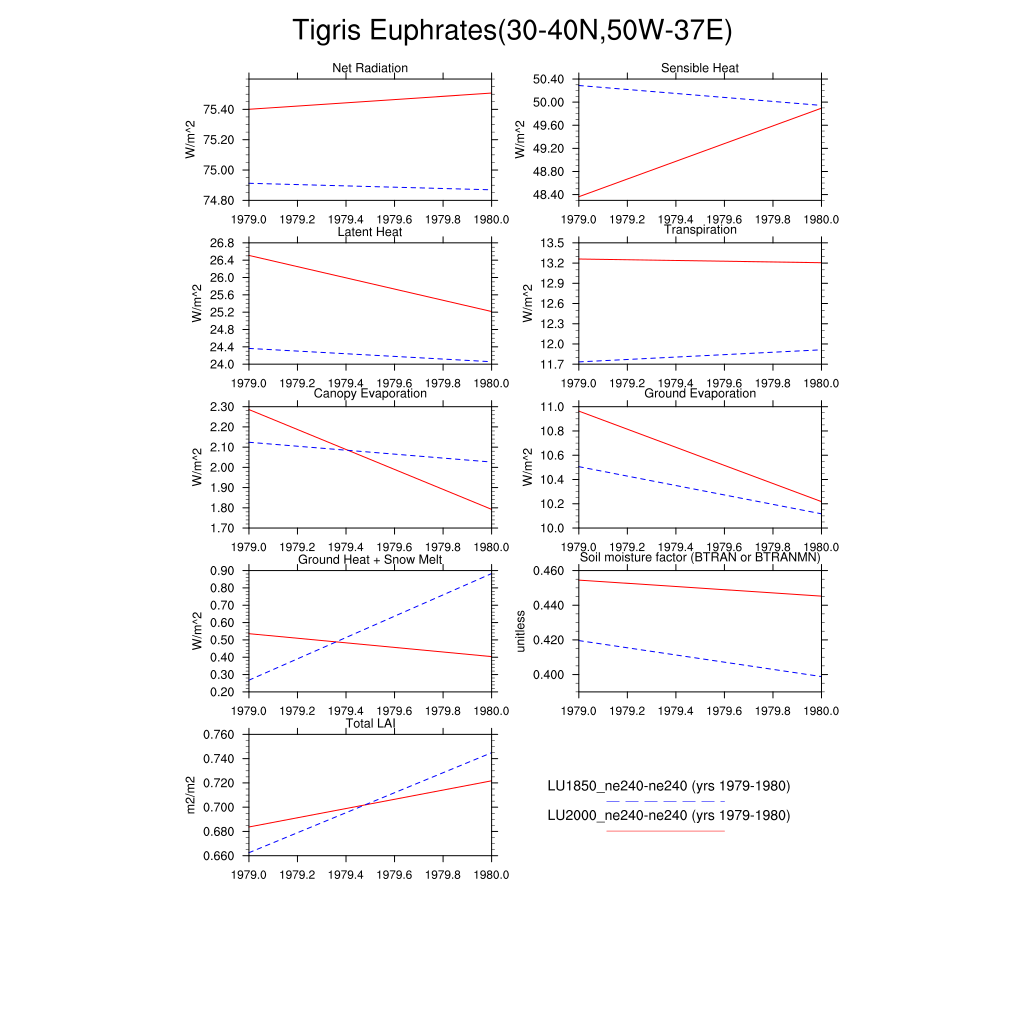 Tigris Euphrates(30-40N,50W-37E)
Net Radiation
W/m^2
75.40
75.20
75.00
74.80
1979.0 1979.2 1979.4 1979.6 1979.8 1980.0
Sensible Heat
W/m^2
50.40
50.00
49.60
49.20
48.80
48.40
1979.0 1979.2 1979.4 1979.6 1979.8 1980.0
Latent Heat
W/m^2
26.8
26.4
26.0
25.6
25.2
24.8
24.4
24.0
1979.0 1979.2 1979.4 1979.6 1979.8 1980.0
Transpiration
W/m^2
13.5
13.2
12.9
12.6
12.3
12.0
11.7
1979.0 1979.2 1979.4 1979.6 1979.8 1980.0
Canopy Evaporation
W/m^2
2.30
2.20
2.10
2.00
1.90
1.80
1.70
1979.0 1979.2 1979.4 1979.6 1979.8 1980.0
Ground Evaporation
W/m^2
11.0
10.8
10.6
10.4
10.2
10.0
1979.0 1979.2 1979.4 1979.6 1979.8 1980.0
Ground Heat + Snow Melt
W/m^2
0.90
0.80
0.70
0.60
0.50
0.40
0.30
0.20
1979.0 1979.2 1979.4 1979.6 1979.8 1980.0
Soil moisture factor (BTRAN or BTRANMN)
unitless
0.460
0.440
0.420
0.400
1979.0 1979.2 1979.4 1979.6 1979.8 1980.0
Total LAI
m2/m2
0.760
0.740
0.720
0.700
0.680
0.660
1979.0 1979.2 1979.4 1979.6 1979.8 1980.0
LU1850_ne240-ne240 (yrs 1979-1980)
LU2000_ne240-ne240 (yrs 1979-1980)